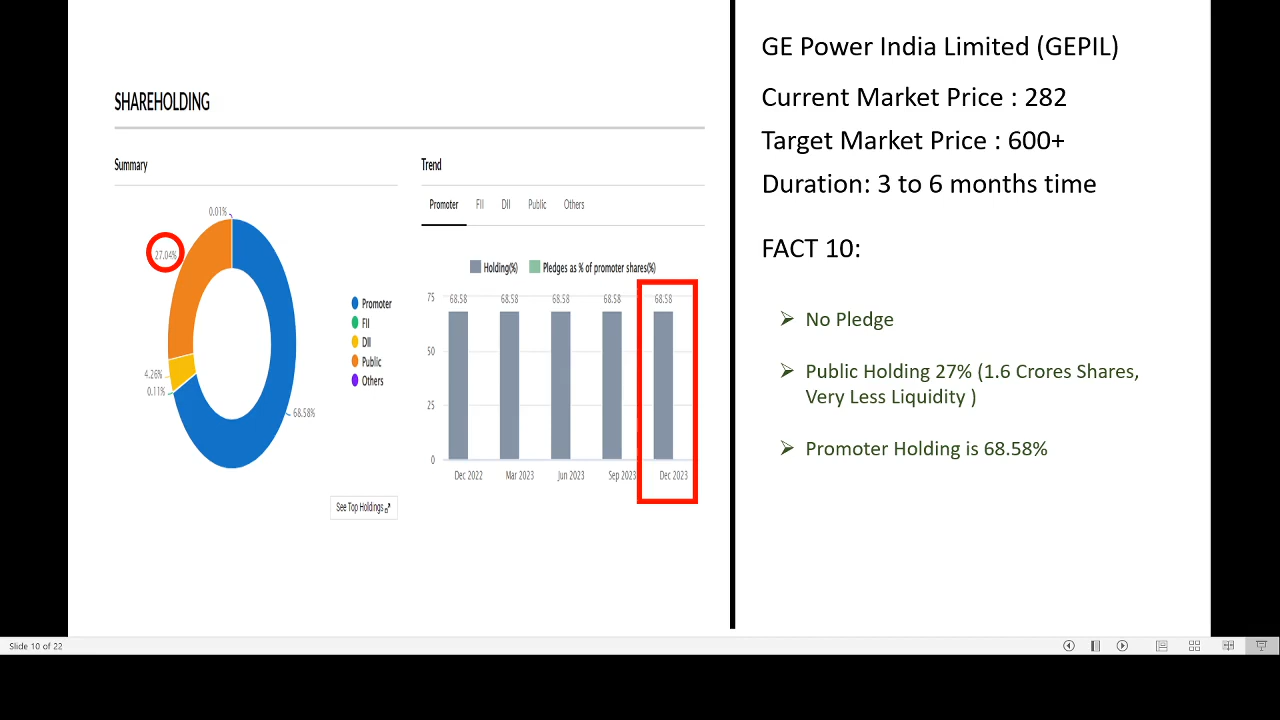 SHAREHOLDING
Summary
0.01%
27.04%
4.26%
0.11%
68.58%
Promoter
FII
DII
Public
Others
See Top Holdings
Trend
Promoter FII DII Public Others
Holding(%) Pledges as % of promoter shares(%)
75
50
25
0
68.58 68.58 68.58 68.58 68.58
Dec 2022 Mar 2023 Jun 2023 Sep 2023 Dec 2023
GE Power India Limited (GEPIL)
Current Market Price : 282
Target Market Price : 600+
Duration: 3 to 6 months time
FACT 10:
No Pledge
Public Holding 27% (1.6 Crores Shares,
Very Less Liquidity )
Promoter Holding is 68.58%
Slide 10 of 22